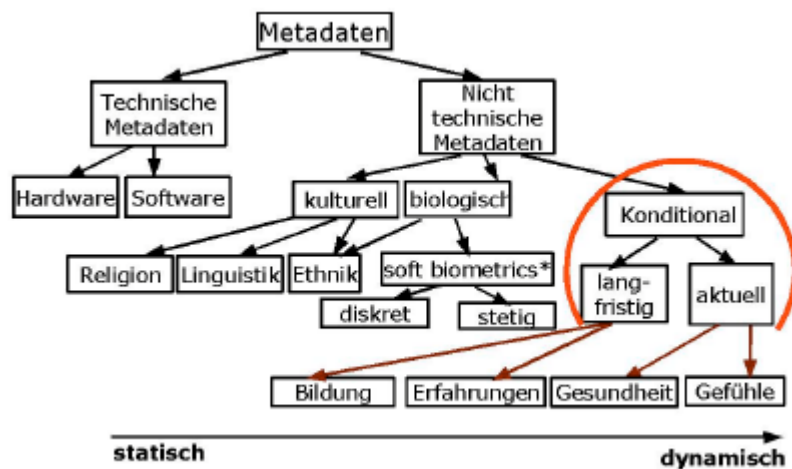 Metadaten
Technische
Metadaten
Nicht
technische
Metadaten
Hardware
Software
kulturell
biologisch
Konditional
Religion
Linguistik
Ethnik
soft biometrics*
lang-
fristig
aktuell
diskret
stetig
Bildung
Erfahrungen
Gesundheit
Gefühle
statisch
dynamisch